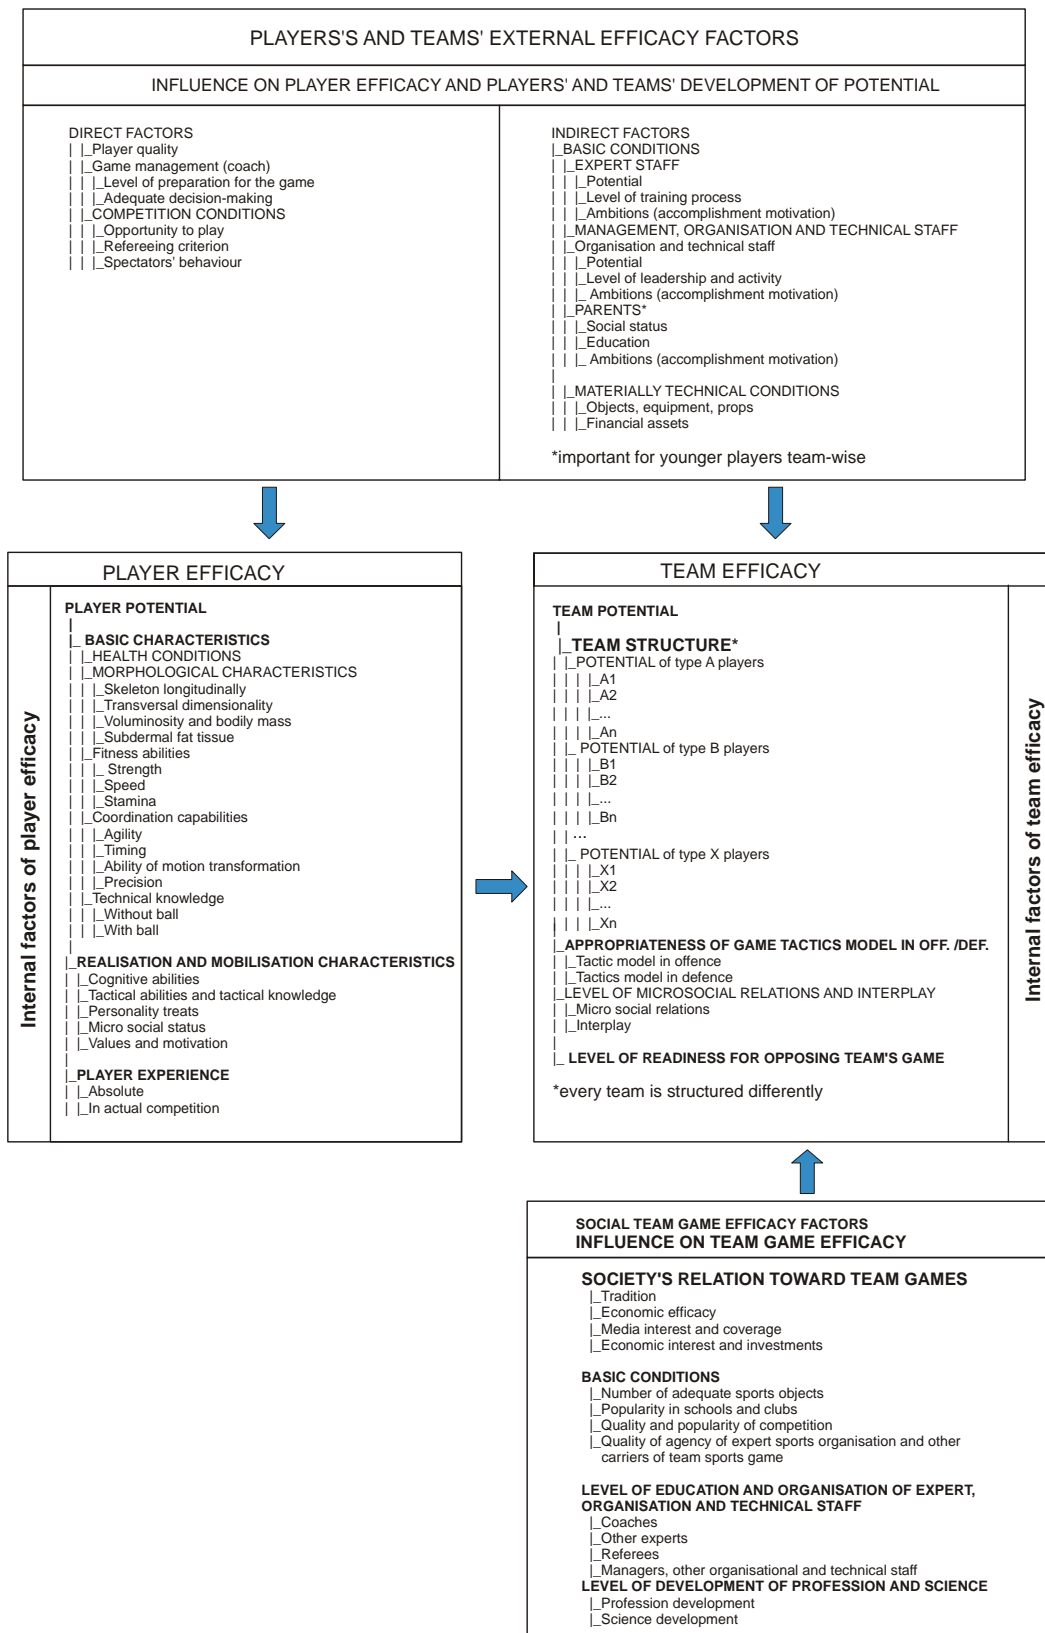 PLAYERS'S AND TEAMS' EXTERNAL EFFICACY FACTORS
INFLUENCE ON PLAYER EFFICACY AND PLAYERS' AND TEAMS' DEVELOPMENT OF POTENTIAL
DIRECT FACTORS
| |_Player quality
|_Game management (coach)
| | |_Level of preparation for the game
| | |_Adequate decision-making
| |_COMPETITION CONDITIONS
| | |_Opportunity to play
| | |_Refereeing criterion
| | |_Spectators' behaviour
INDIRECT FACTORS
|_BASIC CONDITIONS
| |_EXPERT STAFF
| | |_Potential
| | |_Level of training process
| | |_Ambitions (accomplishment motivation)
| |_MANAGEMENT, ORGANISATION AND TECHNICAL STAFF
| |_Organisation and technical staff
| | |_Potential
| | |_Level of leadership and activity
| | |_ Ambitions (accomplishment motivation)
| |_PARENTS*
| | |_Social status
| | |_Education
| | |_ Ambitions (accomplishment motivation)
|
| |_MATERIALLY TECHNICAL CONDITIONS
| | |_Objects, equipment, props
| | |_Financial assets
*important for younger players team-wise
PLAYER EFFICACY
Internal factors of player efficacy
PLAYER POTENTIAL
|
|_ BASIC CHARACTERISTICS
| |_HEALTH CONDITIONS
| |_MORPHOLOGICAL CHARACTERISTICS
| | |_Skeleton longitudinally
| | |_Transversal dimensionality
| | |_Voluminosity and bodily mass
| | |_Subdermal fat tissue
| |_Fitness abilities
| | |_ Strength
| | |_Speed
| | |_Stamina
| |_Coordination capabilities
| | |_Agility
| | |_Timing
| | |_Ability of motion transformation
| | |_Precision
| |_Technical knowledge
| | |_Without ball
| | |_With ball
|
|_REALISATION AND MOBILISATION CHARACTERISTICS
| |_Cognitive abilities
| |_Tactical abilities and tactical knowledge
| |_Personality treats
| |_Micro social status
| |_Values and motivation
|
|_PLAYER EXPERIENCE
| |_Absolute
| |_In actual competition
TEAM EFFICACY
TEAM POTENTIAL
|
|_TEAM STRUCTURE*
| |_POTENTIAL of type A players
| | | |_A1
| | | |_A2
| | | |_...
| | | |_An
| |_ POTENTIAL of type B players
| | | |_B1
| | | |_B2
| | | |_...
| | | |_Bn
| | ...
| |_ POTENTIAL of type X players
| | | |_X1
| | | |_X2
| | | |_...
| | | |_Xn
|_APPROPRIATENESS OF GAME TACTICS MODEL IN OFF. /DEF.
| |_Tactic model in offence
| |_Tactics model in defence
|_LEVEL OF MICROSOCIAL RELATIONS AND INTERPLAY
| |_Micro social relations
| |_Interplay
|
|_ LEVEL OF READINESS FOR OPPOSING TEAM'S GAME
*every team is structured differently
Internal factors of team efficacy
SOCIAL TEAM GAME EFFICACY FACTORS
INFLUENCE ON TEAM GAME EFFICACY
SOCIETY'S RELATION TOWARD TEAM GAMES
|_Tradition
|_Economic efficacy
|_Media interest and coverage
|_Economic interest and investments
BASIC CONDITIONS
|_Number of adequate sports objects
|_Popularity in schools and clubs
|_Quality and popularity of competition
|_Quality of agency of expert sports organisation and other
carriers of team sports game
LEVEL OF EDUCATION AND ORGANISATION OF EXPERT,
ORGANISATION AND TECHNICAL STAFF
|_Coaches
|_Other experts
|_Referees
|_Managers, other organisational and technical staff
LEVEL OF DEVELOPMENT OF PROFESSION AND SCIENCE
|_Profession development
|_Science development